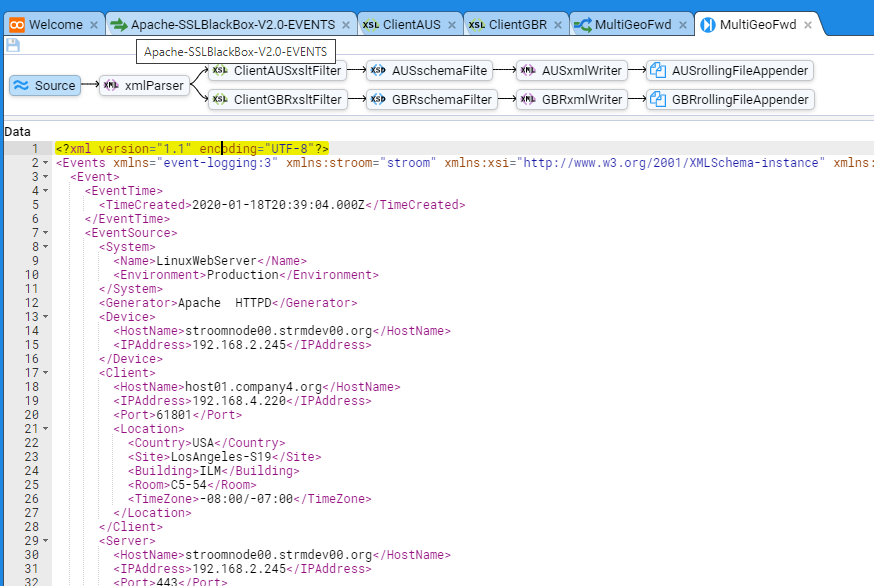 Welcome × Apache-SSLBlackBox-V2.0-EVENTS × XSL ClientAUS × XSL ClientGBR × MultiGeoFwd × MultiGeoFwd ×
Apache-SSLBlackBox-V2.0-EVENTS
XSL ClientAUSxsltFilter XSD AUSschemaFilte XML AUSxmlWriter AUSrollingFileAppender
Source XML xmlParser
XSL ClientGBRxsltFilter XSD GBRschemaFilter XML GBRxmlWriter GBRrollingFileAppender
Data
1 <?xml version="1.1" encoding="UTF-8"?>
2 <Events xmlns="event-logging:3" xmlns:stroom="stroom" xmlns:xsi="http://www.w3.org/2001/XMLSchema-instance" xmlns:
3 <Event>
4 <EventTime>
5 <TimeCreated>2020-01-18T20:39:04.000Z</TimeCreated>
6 </EventTime>
7 <EventSource>
8 <System>
9 <Name>LinuxWebServer</Name>
10 <Environment>Production</Environment>
11 </System>
12 <Generator>Apache  HTTPD</Generator>
13 <Device>
14 <HostName>stroomnode00.strmdev00.org</HostName>
15 <IPAddress>192.168.2.245</IPAddress>
16 </Device>
17 <Client>
18 <HostName>host01.company4.org</HostName>
19 <IPAddress>192.168.4.220</IPAddress>
20 <Port>61801</Port>
21 <Location>
22 <Country>USA</Country>
23 <Site>LosAngeles-S19</Site>
24 <Building>ILM</Building>
25 <Room>C5-54</Room>
26 <TimeZone>-08:00/-07:00</TimeZone>
27 </Location>
28 </Client>
29 <Server>
30 <HostName>stroomnode00.strmdev00.org</HostName>
31 <IPAddress>192.168.2.245</IPAddress>
32 <Port>443</Port>